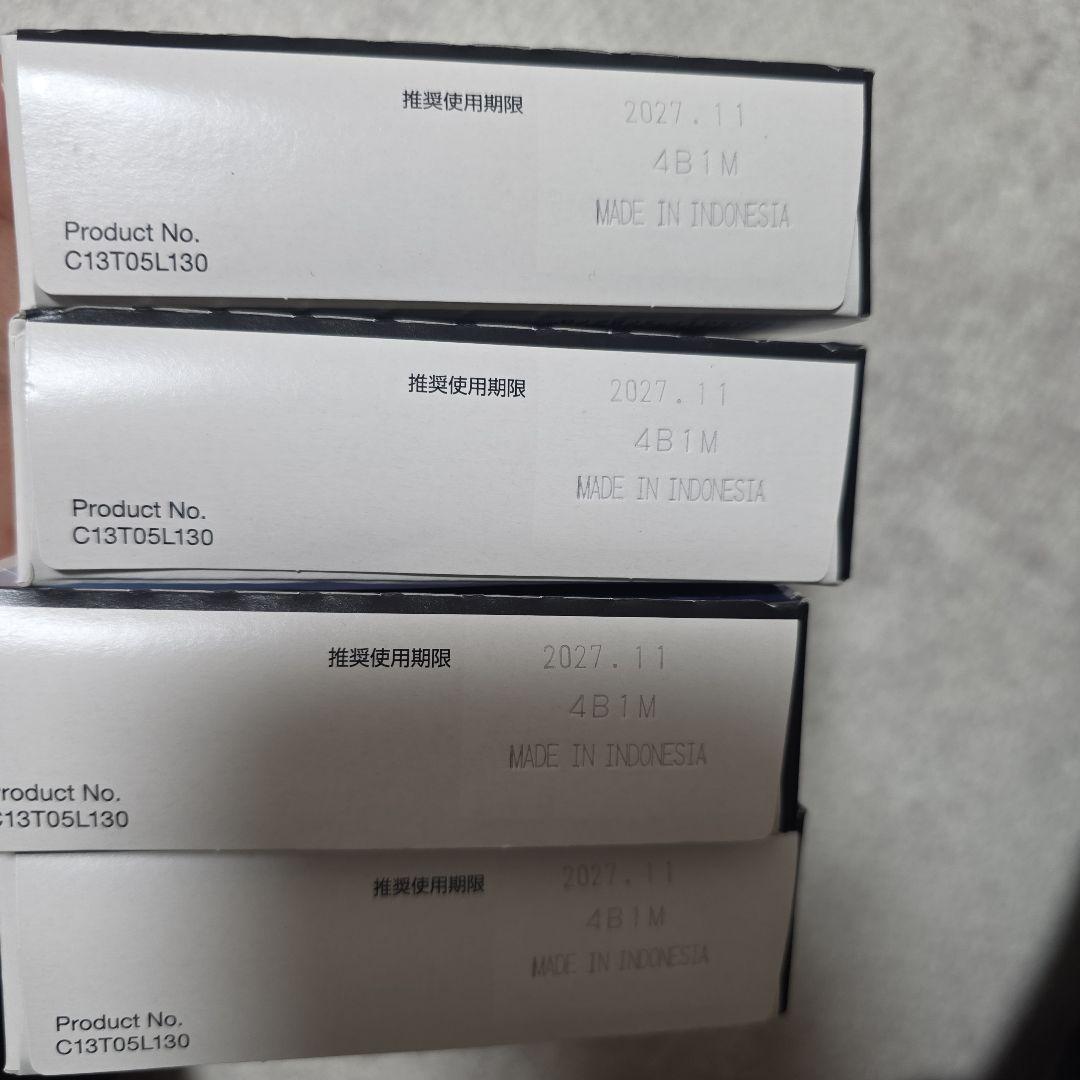 推奨使用期限
2027.11
4B1M
MADE IN INDONESIA
Product No.
C13T05L130
推奨使用期限
2027.11
4B1M
MADE IN INDONESIA
Product No.
C13T05L130
推奨使用期限
2027.11
4B1M
MADE IN INDONESIA
roduct No.
C13T05L130
推奨使用期限
2027.11
4B1M
MADE IN INDONESIA
Product No.
C13T05L130